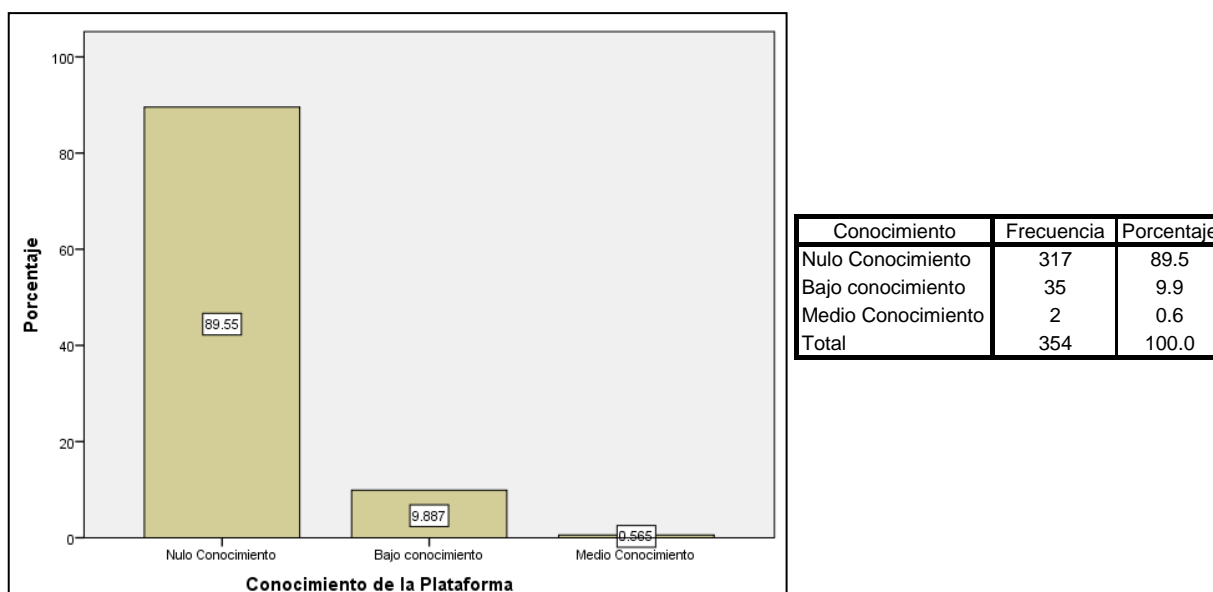 100
80
60
40
20
0
Porcentaje
89.55
9.887
0.565
Nulo Conocimiento Bajo conocimiento Medio Conocimiento
Conocimiento de la Plataforma
Conocimiento Frecuencia Porcentaje
Nulo Conocimiento 317 89.5
Bajo conocimiento 35 9.9
Medio Conocimiento 2 0.6
Total 354 100.0